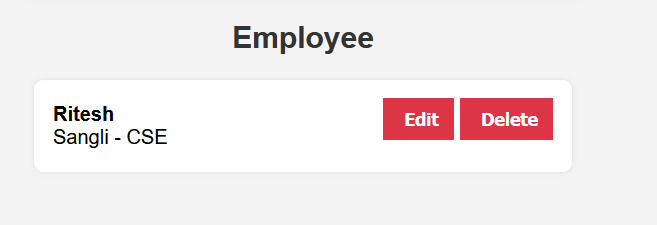 Employee
Ritesh
Sangli - CSE
Edit
Delete